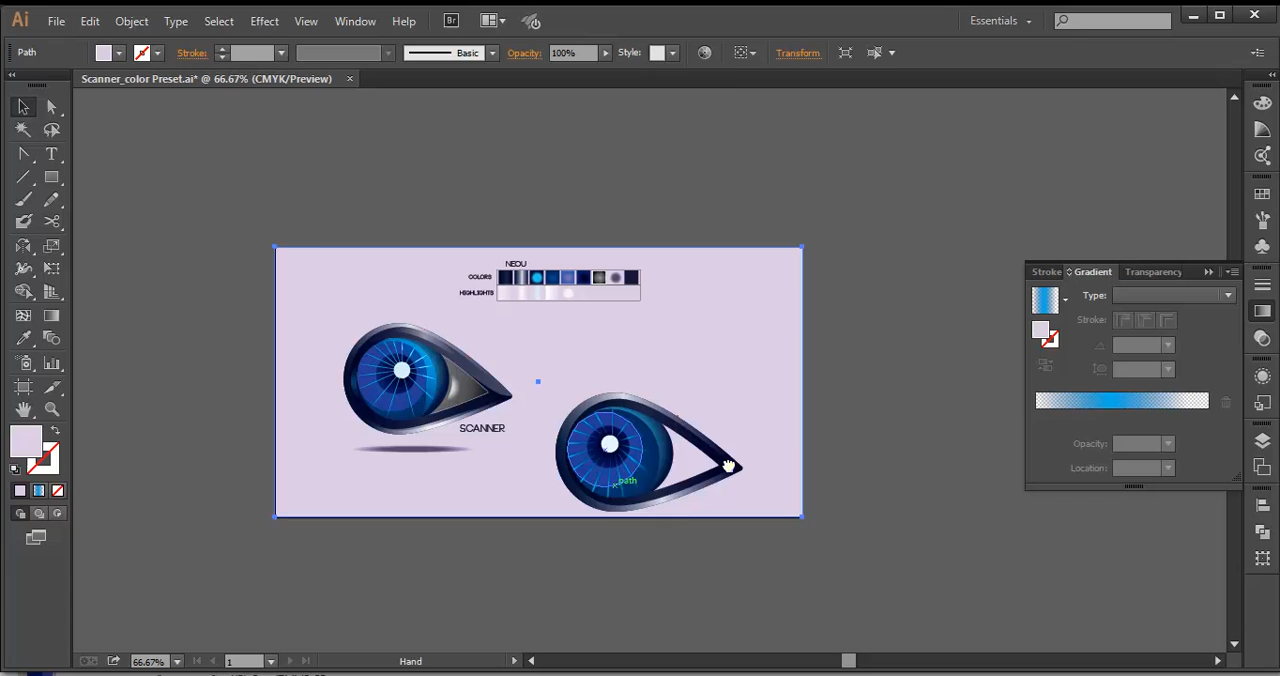 Ai File Edit Object Type Select Effect View Window Help Br Essentials
Path Stroke: Basic Opacity: 100% Style: Transform
Scanner_color Preset.ai* @ 66.67% (CMYK/Preview)
NEOU
COLORS
HIGHLIGHTS
SCANNER
path
Stroke Gradient Transparency
Type:
Stroke:
Opacity:
Location:
66.67% 1 Hand